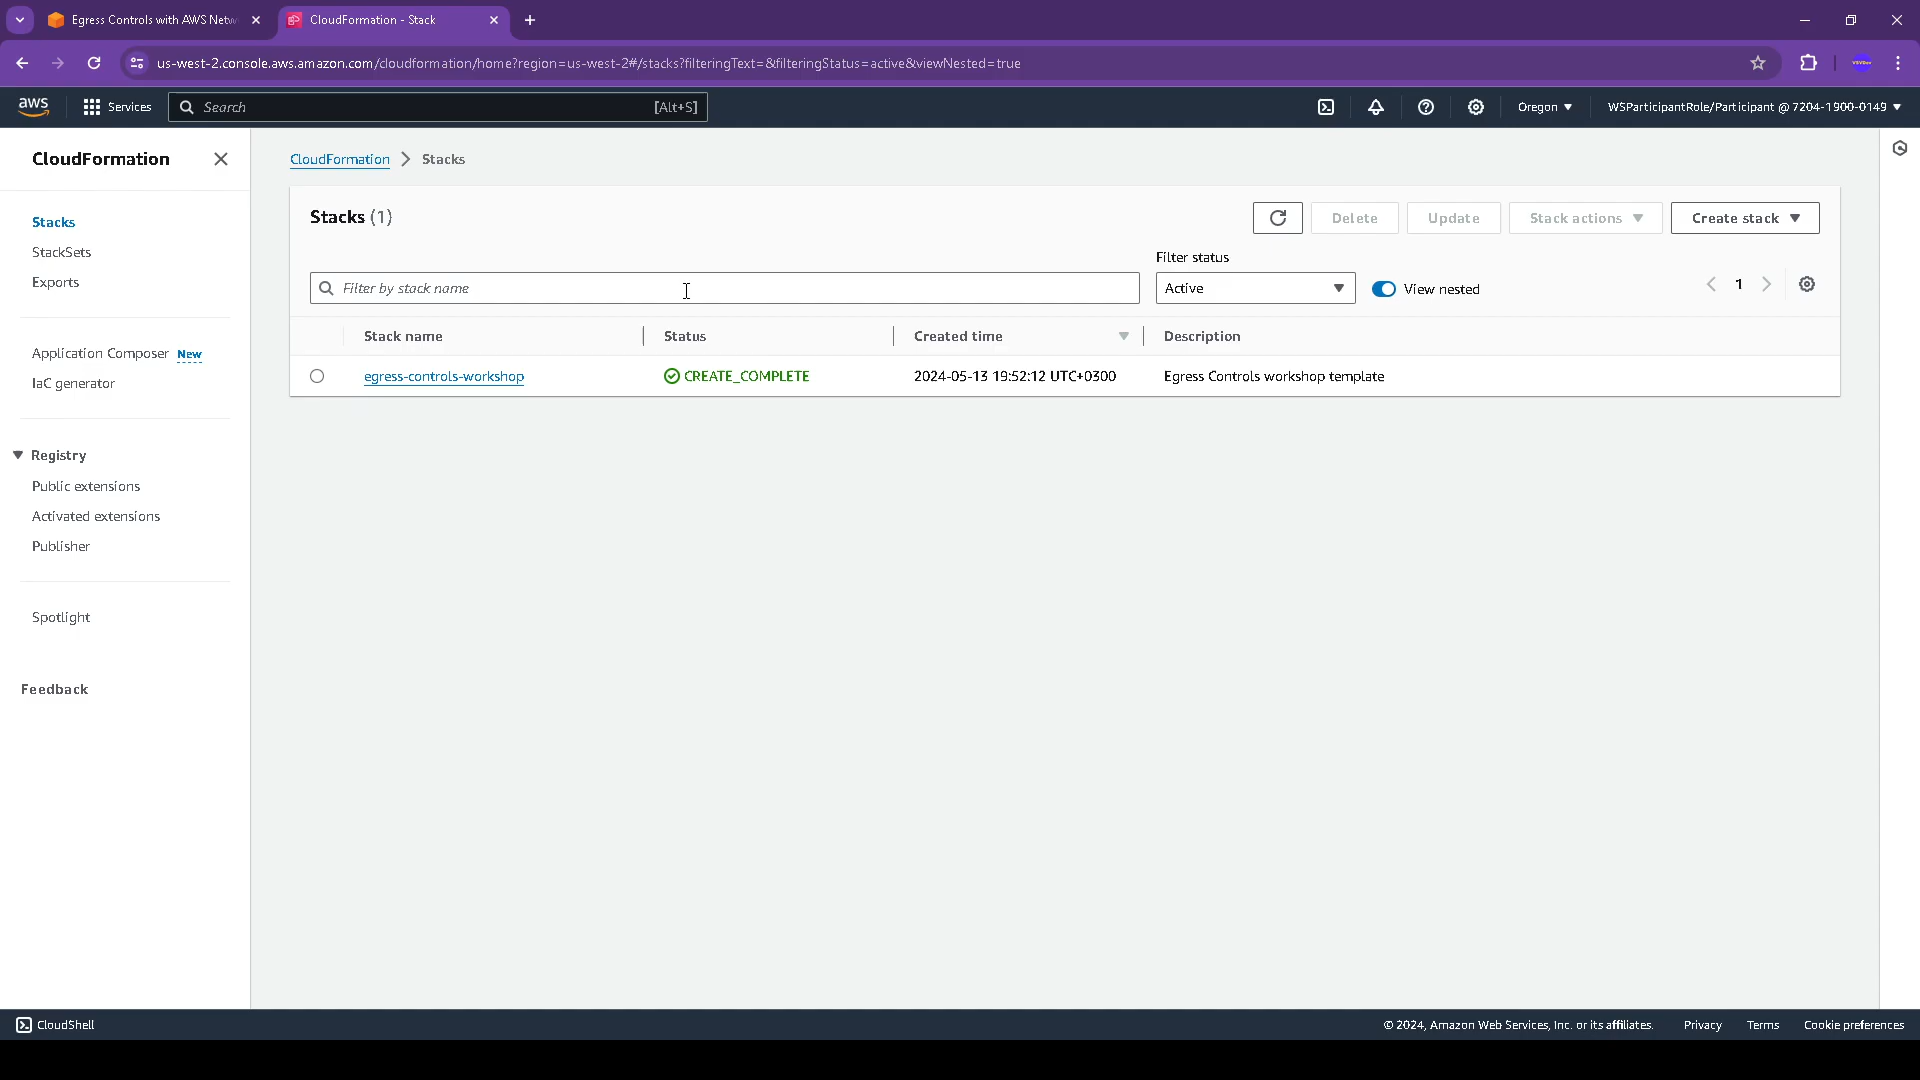 Egress Controls with AWS Netw
CloudFormation - Stack
us-west-2.console.aws.amazon.com/cloudformation/home?region=us-west-2#/stacks?filteringText=&filteringStatus=active&viewNested=true
aws
Services
Search
[Alt+S]
Oregon
WSParticipantRole/Participant @ 7204-1900-0149
CloudFormation
Stacks
StackSets
Exports
Application Composer New
IaC generator
Registry
Public extensions
Activated extensions
Publisher
Spotlight
Feedback
CloudFormation
Stacks
Stacks (1)
Delete
Update
Stack actions
Create stack
Filter by stack name
Filter status
Active
View nested
1
Stack name
Status
Created time
Description
egress-controls-workshop
CREATE_COMPLETE
2024-05-13 19:52:12 UTC+0300
Egress Controls workshop template
CloudShell
© 2024, Amazon Web Services, Inc. or its affiliates.
Privacy
Terms
Cookie preferences